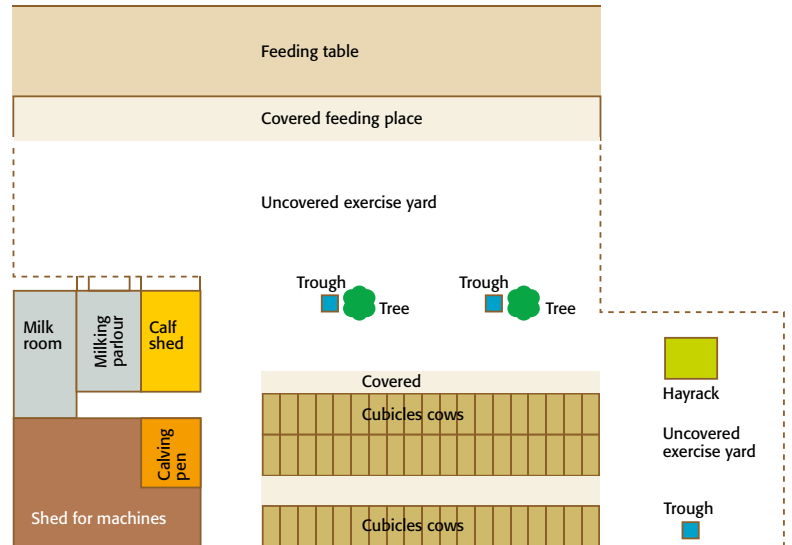 Feeding table
Covered feeding place
Uncovered exercise yard
Trough
Tree
Trough
Tree
Milk
room
Milking
parlour
Calf
shed
Covered
Cubicles cows
Hayrack
Uncovered
exercise yard
Calving
pen
Shed for machines
Cubicles cows
Trough